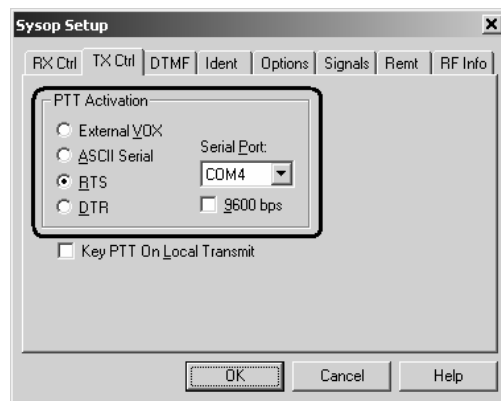 Sysop Setup
RX Ctrl TX Ctrl DTMF Ident Options Signals Remt RF Info
PTT Activation
External VOX
ASCII Serial
RTS
DTR
Serial Port:
COM4
9600 bps
Key PTT On Local Transmit
OK Cancel Help